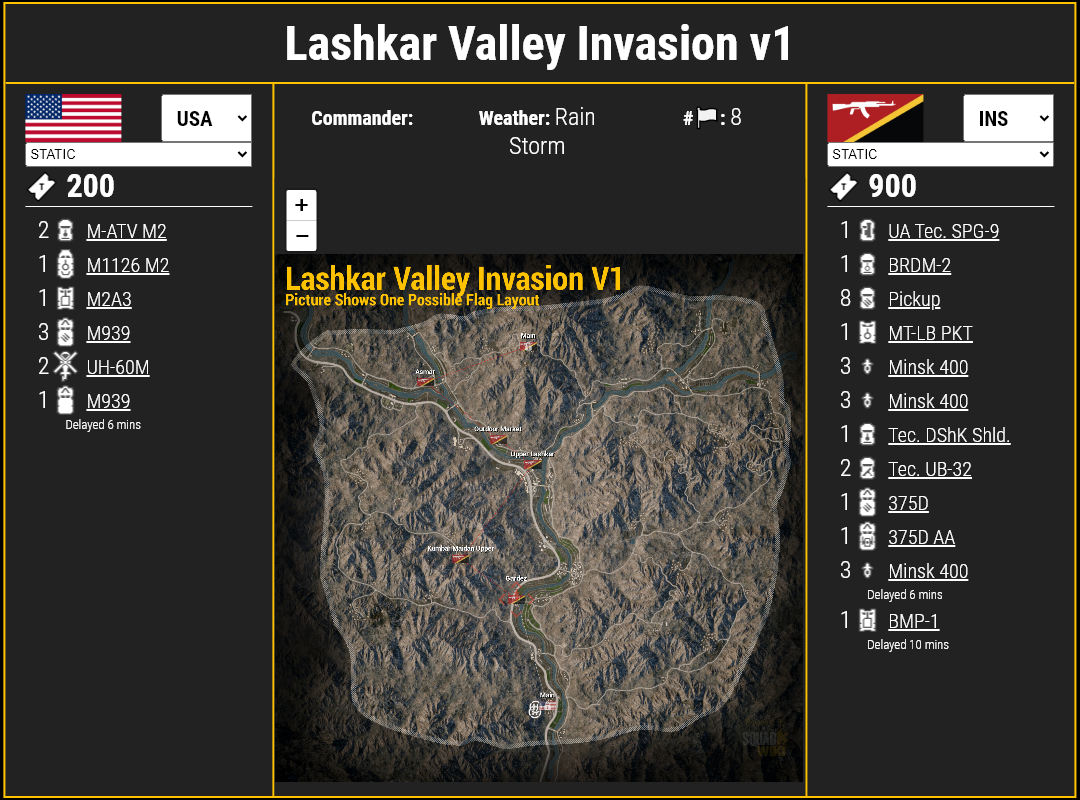 Lashkar Valley Invasion v1
USA
STATIC
200
2 M-ATV M2
1 M1126 M2
1 M2A3
3 M939
2 UH-60M
1 M939
Delayed 6 mins
Commander:
Weather: Rain
Storm
# : 8
+
−
Lashkar Valley Invasion V1
Picture Shows One Possible Flag Layout
Main
Asmar
Outdoor Market
Upper Lashkar
Kumbar Maidan Upper
Gardez
Main
SQUAD
INS
STATIC
900
1 UA Tec. SPG-9
1 BRDM-2
8 Pickup
1 MT-LB PKT
3 Minsk 400
3 Minsk 400
1 Tec. DShK Shld.
2 Tec. UB-32
1 375D
1 375D AA
3 Minsk 400
Delayed 6 mins
1 BMP-1
Delayed 10 mins